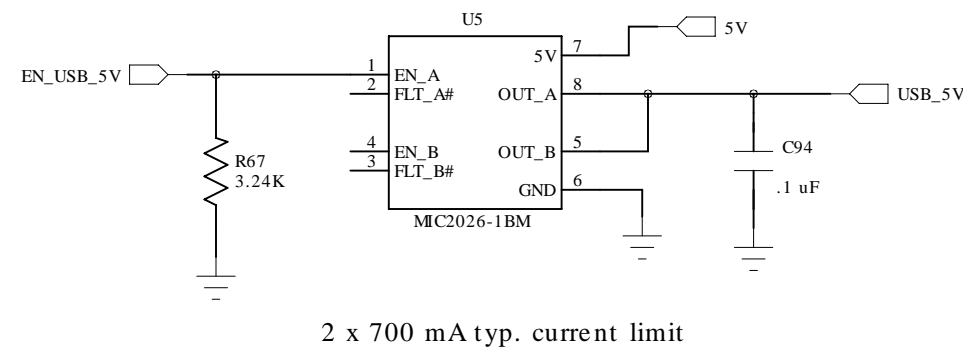 U5
5V
7
5V
EN_USB_5V
1
EN_A
2
FLT_A#
OUT_A
8
USB_5V
4
EN_B
3
FLT_B#
OUT_B
5
C94
.1 uF
R67
3.24K
GND
6
MIC2026-1BM
2 x 700 mA typ. current limit